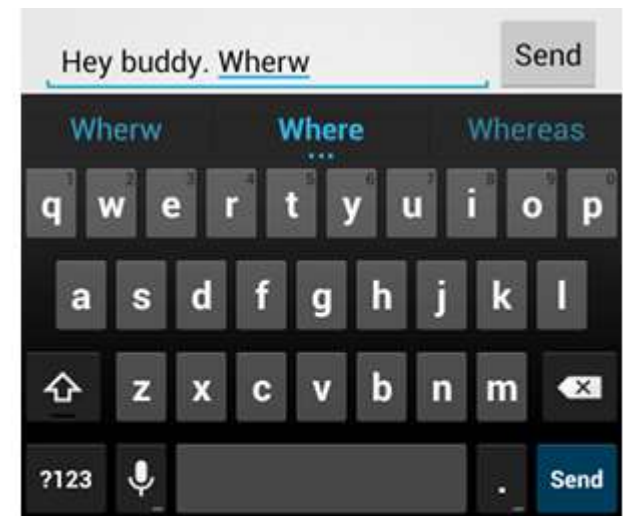 Hey buddy. Wherw Send
Wherw Where Whereas
1 2 3 4 5 6 7 8 9 0
q w e r t y u i o p
a s d f g h j k l
z x c v b n m
?123 . Send